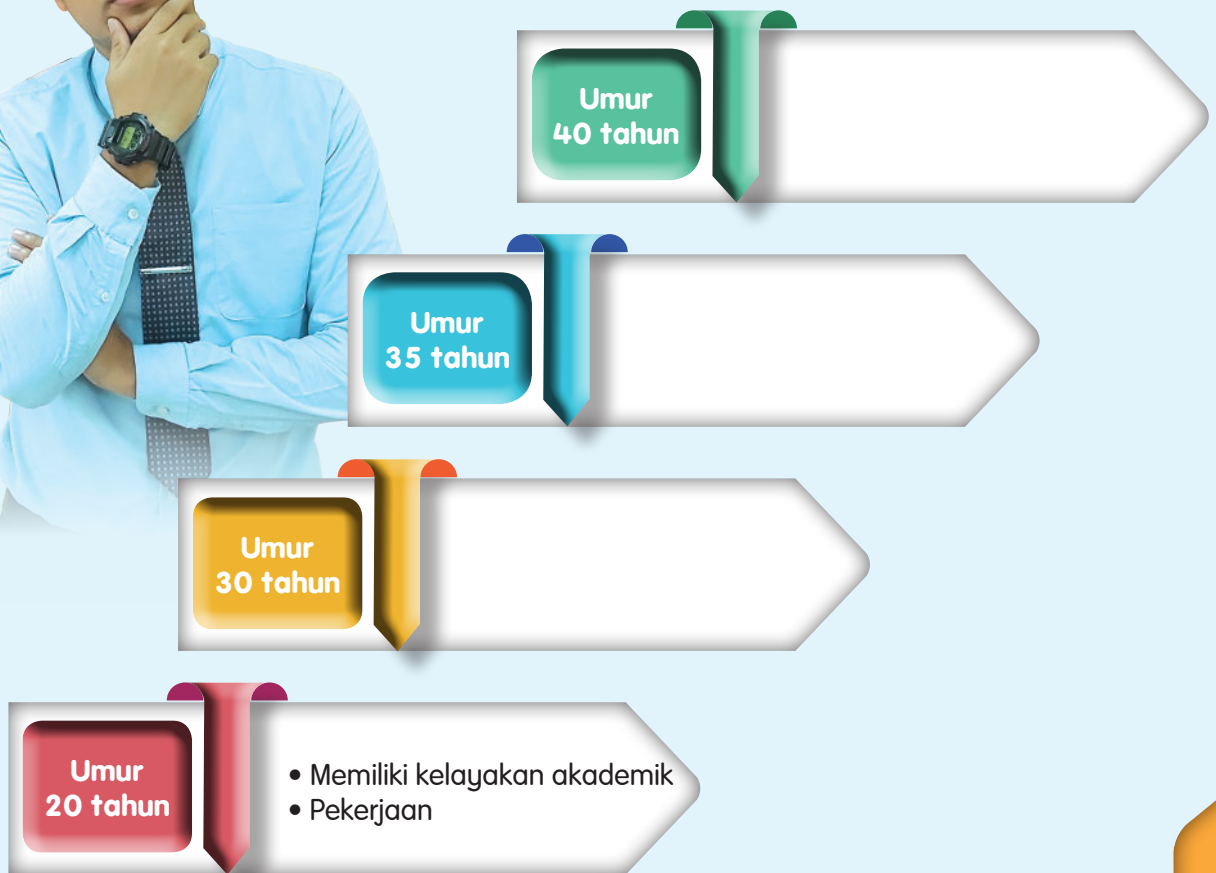 Umur
40 tahun
Umur
35 tahun
Umur
30 tahun
Umur
20 tahun
• Memiliki kelayakan akademik
• Pekerjaan